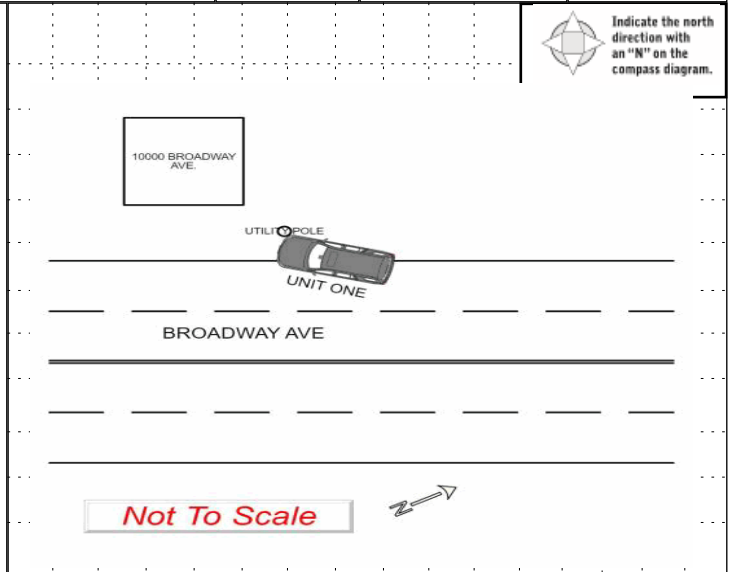 Indicate the north
direction with
an “N” on the
compass diagram.
10000 BROADWAY
AVE.
UTILITY POLE
UNIT ONE
BROADWAY AVE
Not To Scale
N